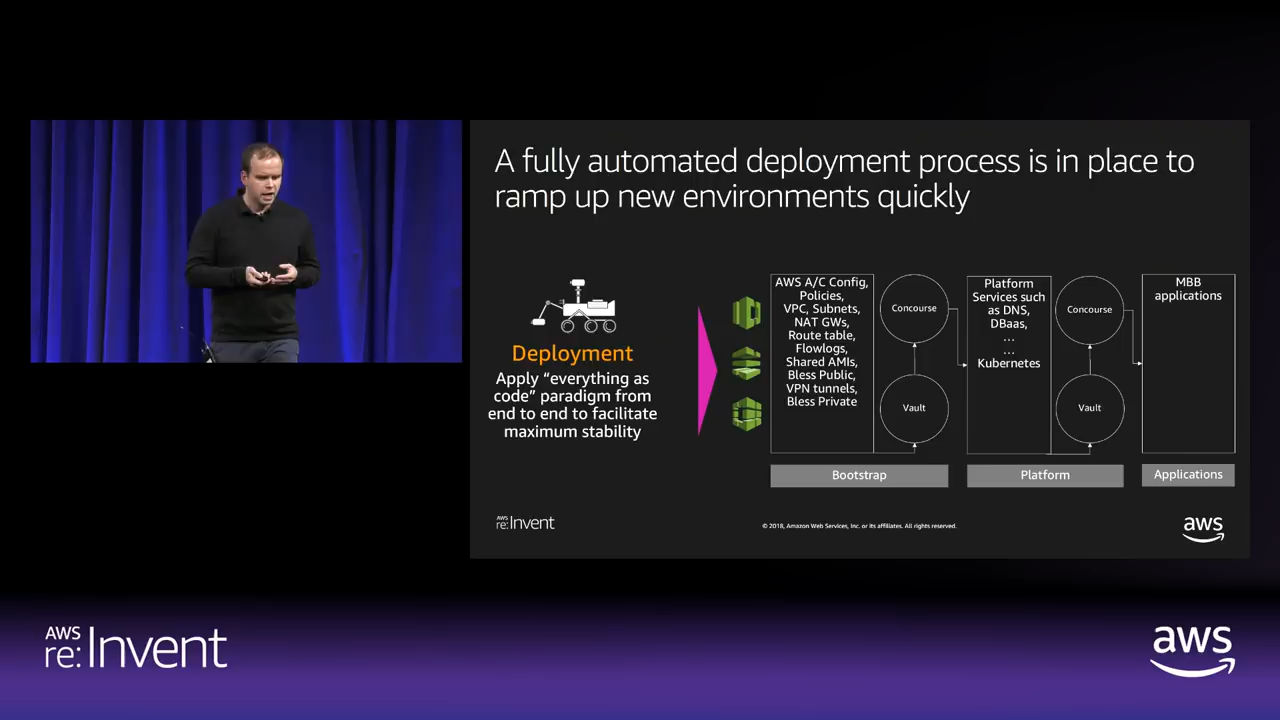 A fully automated deployment process is in place to
ramp up new environments quickly
Deployment
Apply “everything as
code” paradigm from
end to end to facilitate
maximum stability
AWS A/C Config,
Policies,
VPC, Subnets,
NAT GWs,
Route table,
Flowlogs,
Shared AMIs,
Bless Public,
VPN tunnels,
Bless Private
Concourse
Vault
Bootstrap
Platform
Services such
as DNS,
DBaas,
...
...
Kubernetes
Concourse
Vault
Platform
MBB
applications
Applications
AWS
re:Invent
© 2018, Amazon Web Services, Inc. or its affiliates. All rights reserved.
aws
AWS
re:Invent
aws